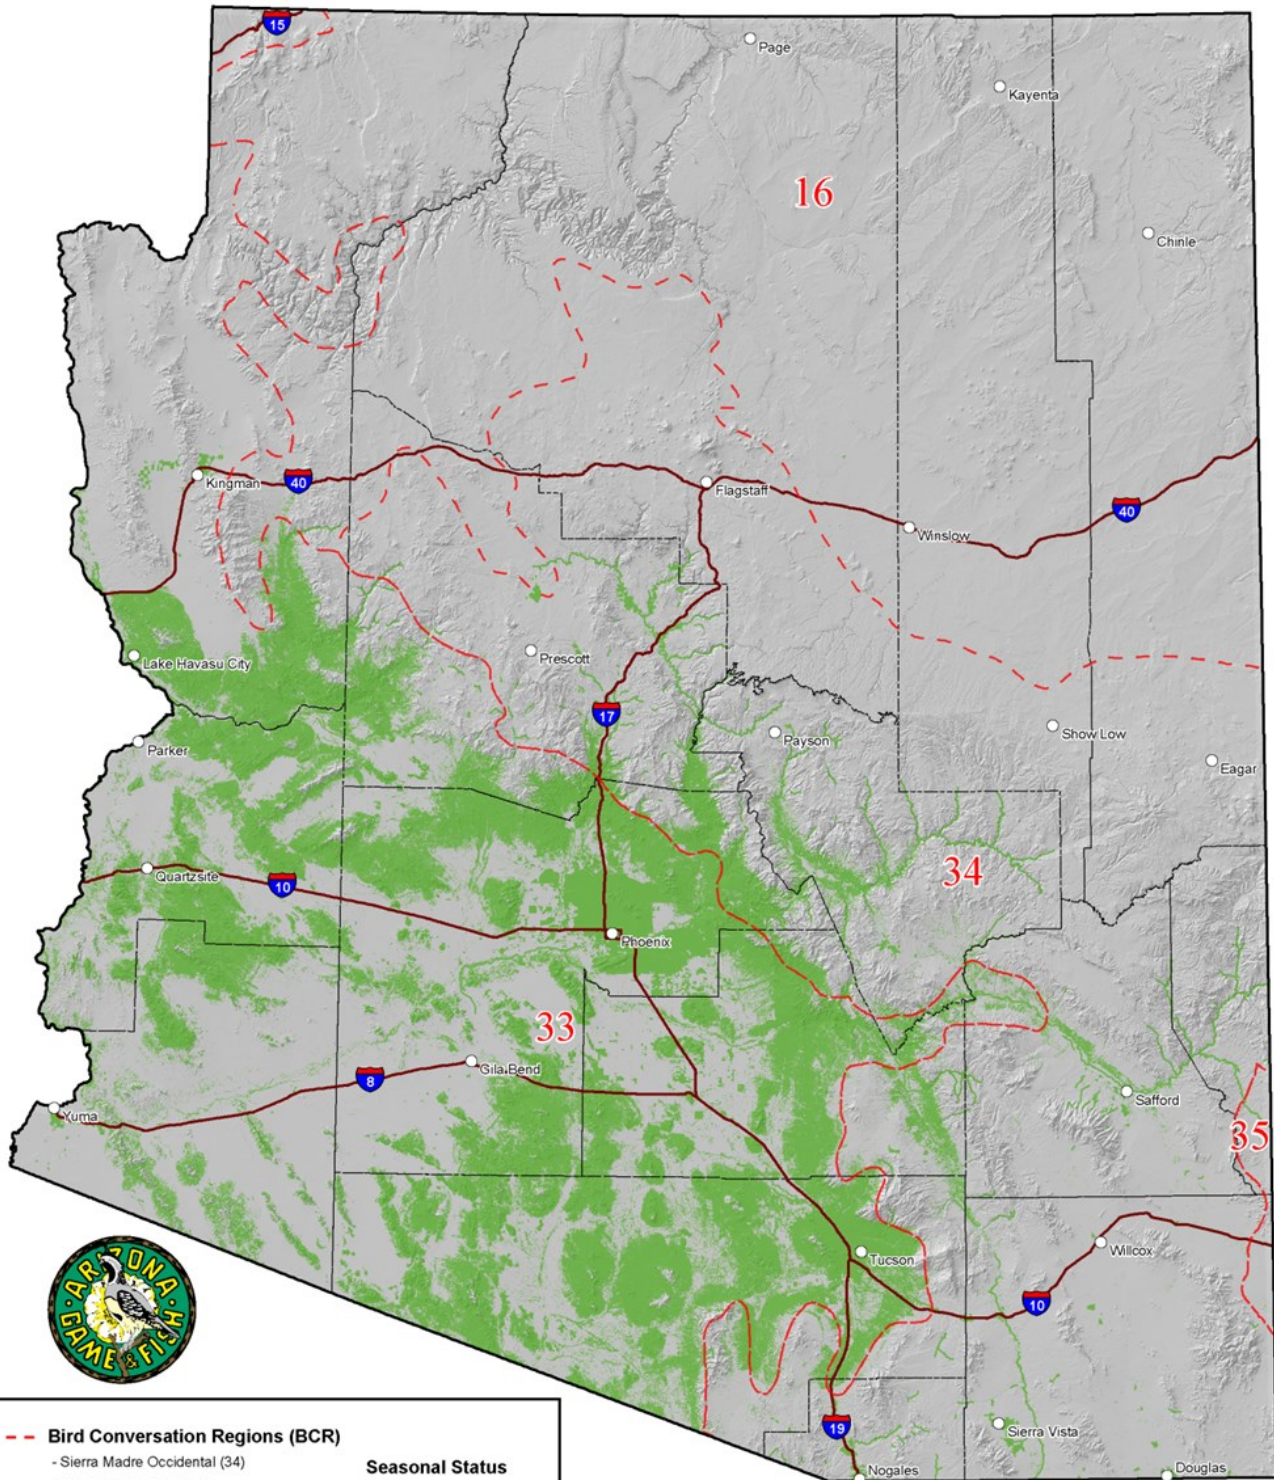 15
Page
Kayenta
16
Chinle
Kingman
40
Flagstaff
40
Winslow
Lake Havasu City
Prescott
17
Parker
Payson
Show Low
Eagar
Quartzsite
10
34
Phoenix
33
Gila Bend
8
Safford
Yuma
35
Tucson
Willcox
10
ARIZONA
GAME & FISH
19
Sierra Vista
Nogales
Douglas
Bird Conversation Regions (BCR)
- Sierra Madre Occidental (34)
Seasonal Status